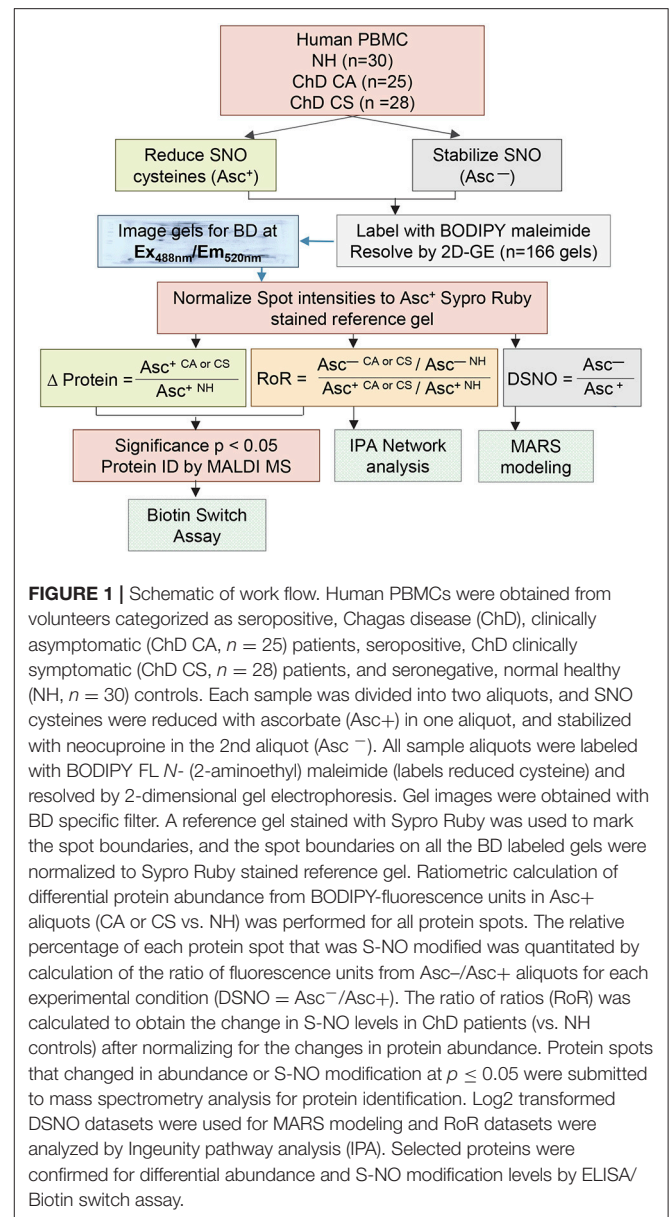 Human PBMC
NH (n=30)
ChD CA (n=25)
ChD CS (n =28)
Reduce SNO
cysteines (Asc⁺)
Stabilize SNO
(Asc⁻)
Image gels for BD at
Ex488nm/Em520nm
Label with BODIPY maleimide
Resolve by 2D-GE (n=166 gels)
Normalize Spot intensities to Asc⁺ Sypro Ruby
stained reference gel
Δ Protein = Asc⁺ CA or CS / Asc⁺ NH
RoR = Asc⁻ CA or CS / Asc⁻ NH / Asc⁺ CA or CS / Asc⁺ NH
DSNO = Asc⁻ / Asc ⁺
Significance p < 0.05
Protein ID by MALDI MS
IPA Network
analysis
MARS
modeling
Biotin Switch
Assay
FIGURE 1 | Schematic of work flow. Human PBMCs were obtained from
volunteers categorized as seropositive, Chagas disease (ChD), clinically
asymptomatic (ChD CA, n = 25) patients, seropositive, ChD clinically
symptomatic (ChD CS, n = 28) patients, and seronegative, normal healthy
(NH, n = 30) controls. Each sample was divided into two aliquots, and SNO
cysteines were reduced with ascorbate (Asc+) in one aliquot, and stabilized
with neocuproine in the 2nd aliquot (Asc ⁻). All sample aliquots were labeled
with BODIPY FL N- (2-aminoethyl) maleimide (labels reduced cysteine) and
resolved by 2-dimensional gel electrophoresis. Gel images were obtained with
BD specific filter. A reference gel stained with Sypro Ruby was used to mark
the spot boundaries, and the spot boundaries on all the BD labeled gels were
normalized to Sypro Ruby stained reference gel. Ratiometric calculation of
differential protein abundance from BODIPY-fluorescence units in Asc+
aliquots (CA or CS vs. NH) was performed for all protein spots. The relative
percentage of each protein spot that was S-NO modified was quantitated by
calculation of the ratio of fluorescence units from Asc–/Asc+ aliquots for each
experimental condition (DSNO = Asc⁻/Asc+). The ratio of ratios (RoR) was
calculated to obtain the change in S-NO levels in ChD patients (vs. NH
controls) after normalizing for the changes in protein abundance. Protein spots
that changed in abundance or S-NO modification at p ≤ 0.05 were submitted
to mass spectrometry analysis for protein identification. Log2 transformed
DSNO datasets were used for MARS modeling and RoR datasets were
analyzed by Ingeunity pathway analysis (IPA). Selected proteins were
confirmed for differential abundance and S-NO modification levels by ELISA/
Biotin switch assay.